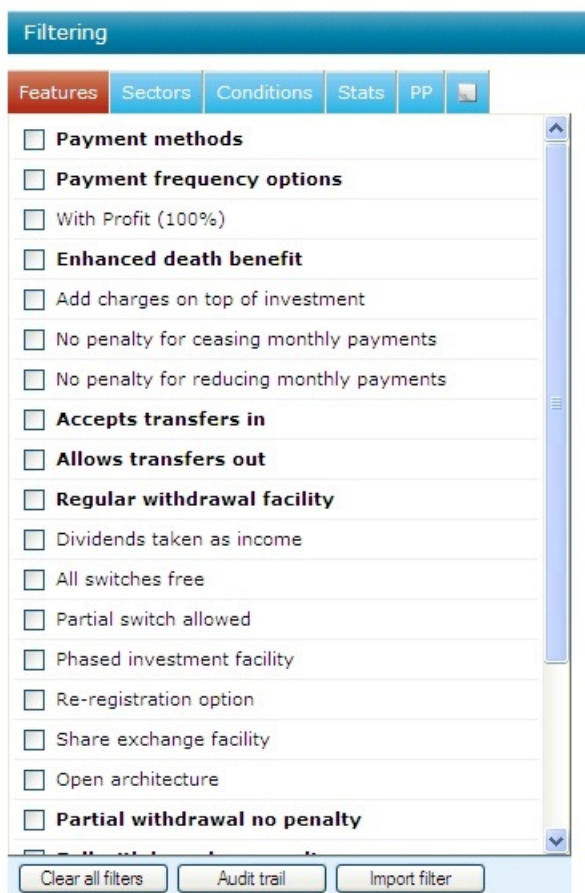 Filtering
Features Sectors Conditions Stats PP
Payment methods
Payment frequency options
With Profit (100%)
Enhanced death benefit
Add charges on top of investment
No penalty for ceasing monthly payments
No penalty for reducing monthly payments
Accepts transfers in
Allows transfers out
Regular withdrawal facility
Dividends taken as income
All switches free
Partial switch allowed
Phased investment facility
Re-registration option
Share exchange facility
Open architecture
Partial withdrawal no penalty
Clear all filters Audit trail Import filter